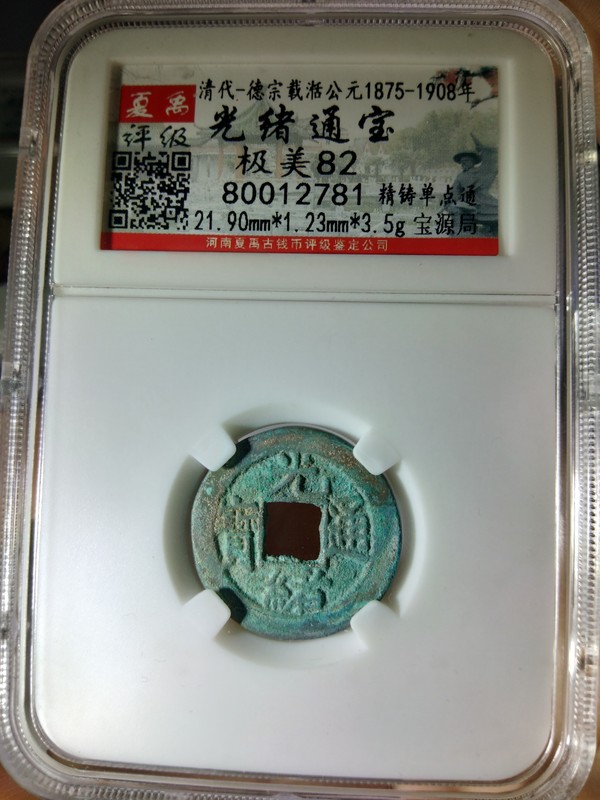 夏禹
评级
清代-德宗载湉公元1875-1908年
光绪通宝
极美82
80012781 精铸单点通
21.90mm*1.23mm*3.5g 宝源局
河南夏禹古钱币评级鉴定公司
光
通 寶
緒